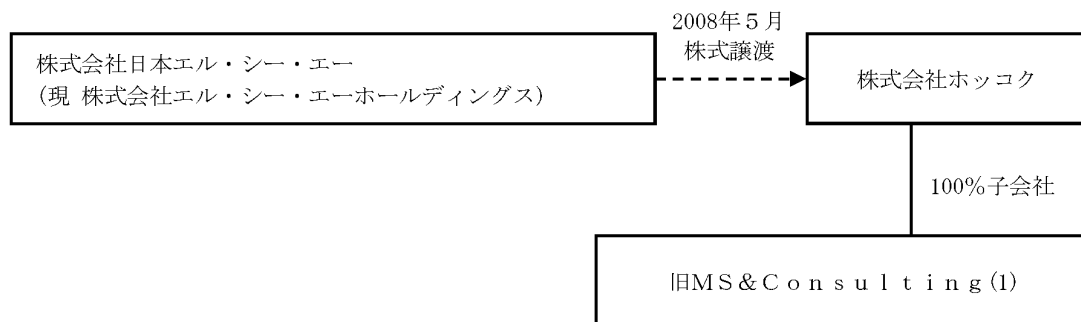 2008年５月
株式譲渡
株式会社日本エル・シー・エー
(現 株式会社エル・シー・エーホールディングス)
株式会社ホッコク
100％子会社
旧ＭＳ＆Ｃｏｎｓｕｌｔｉｎｇ(1)